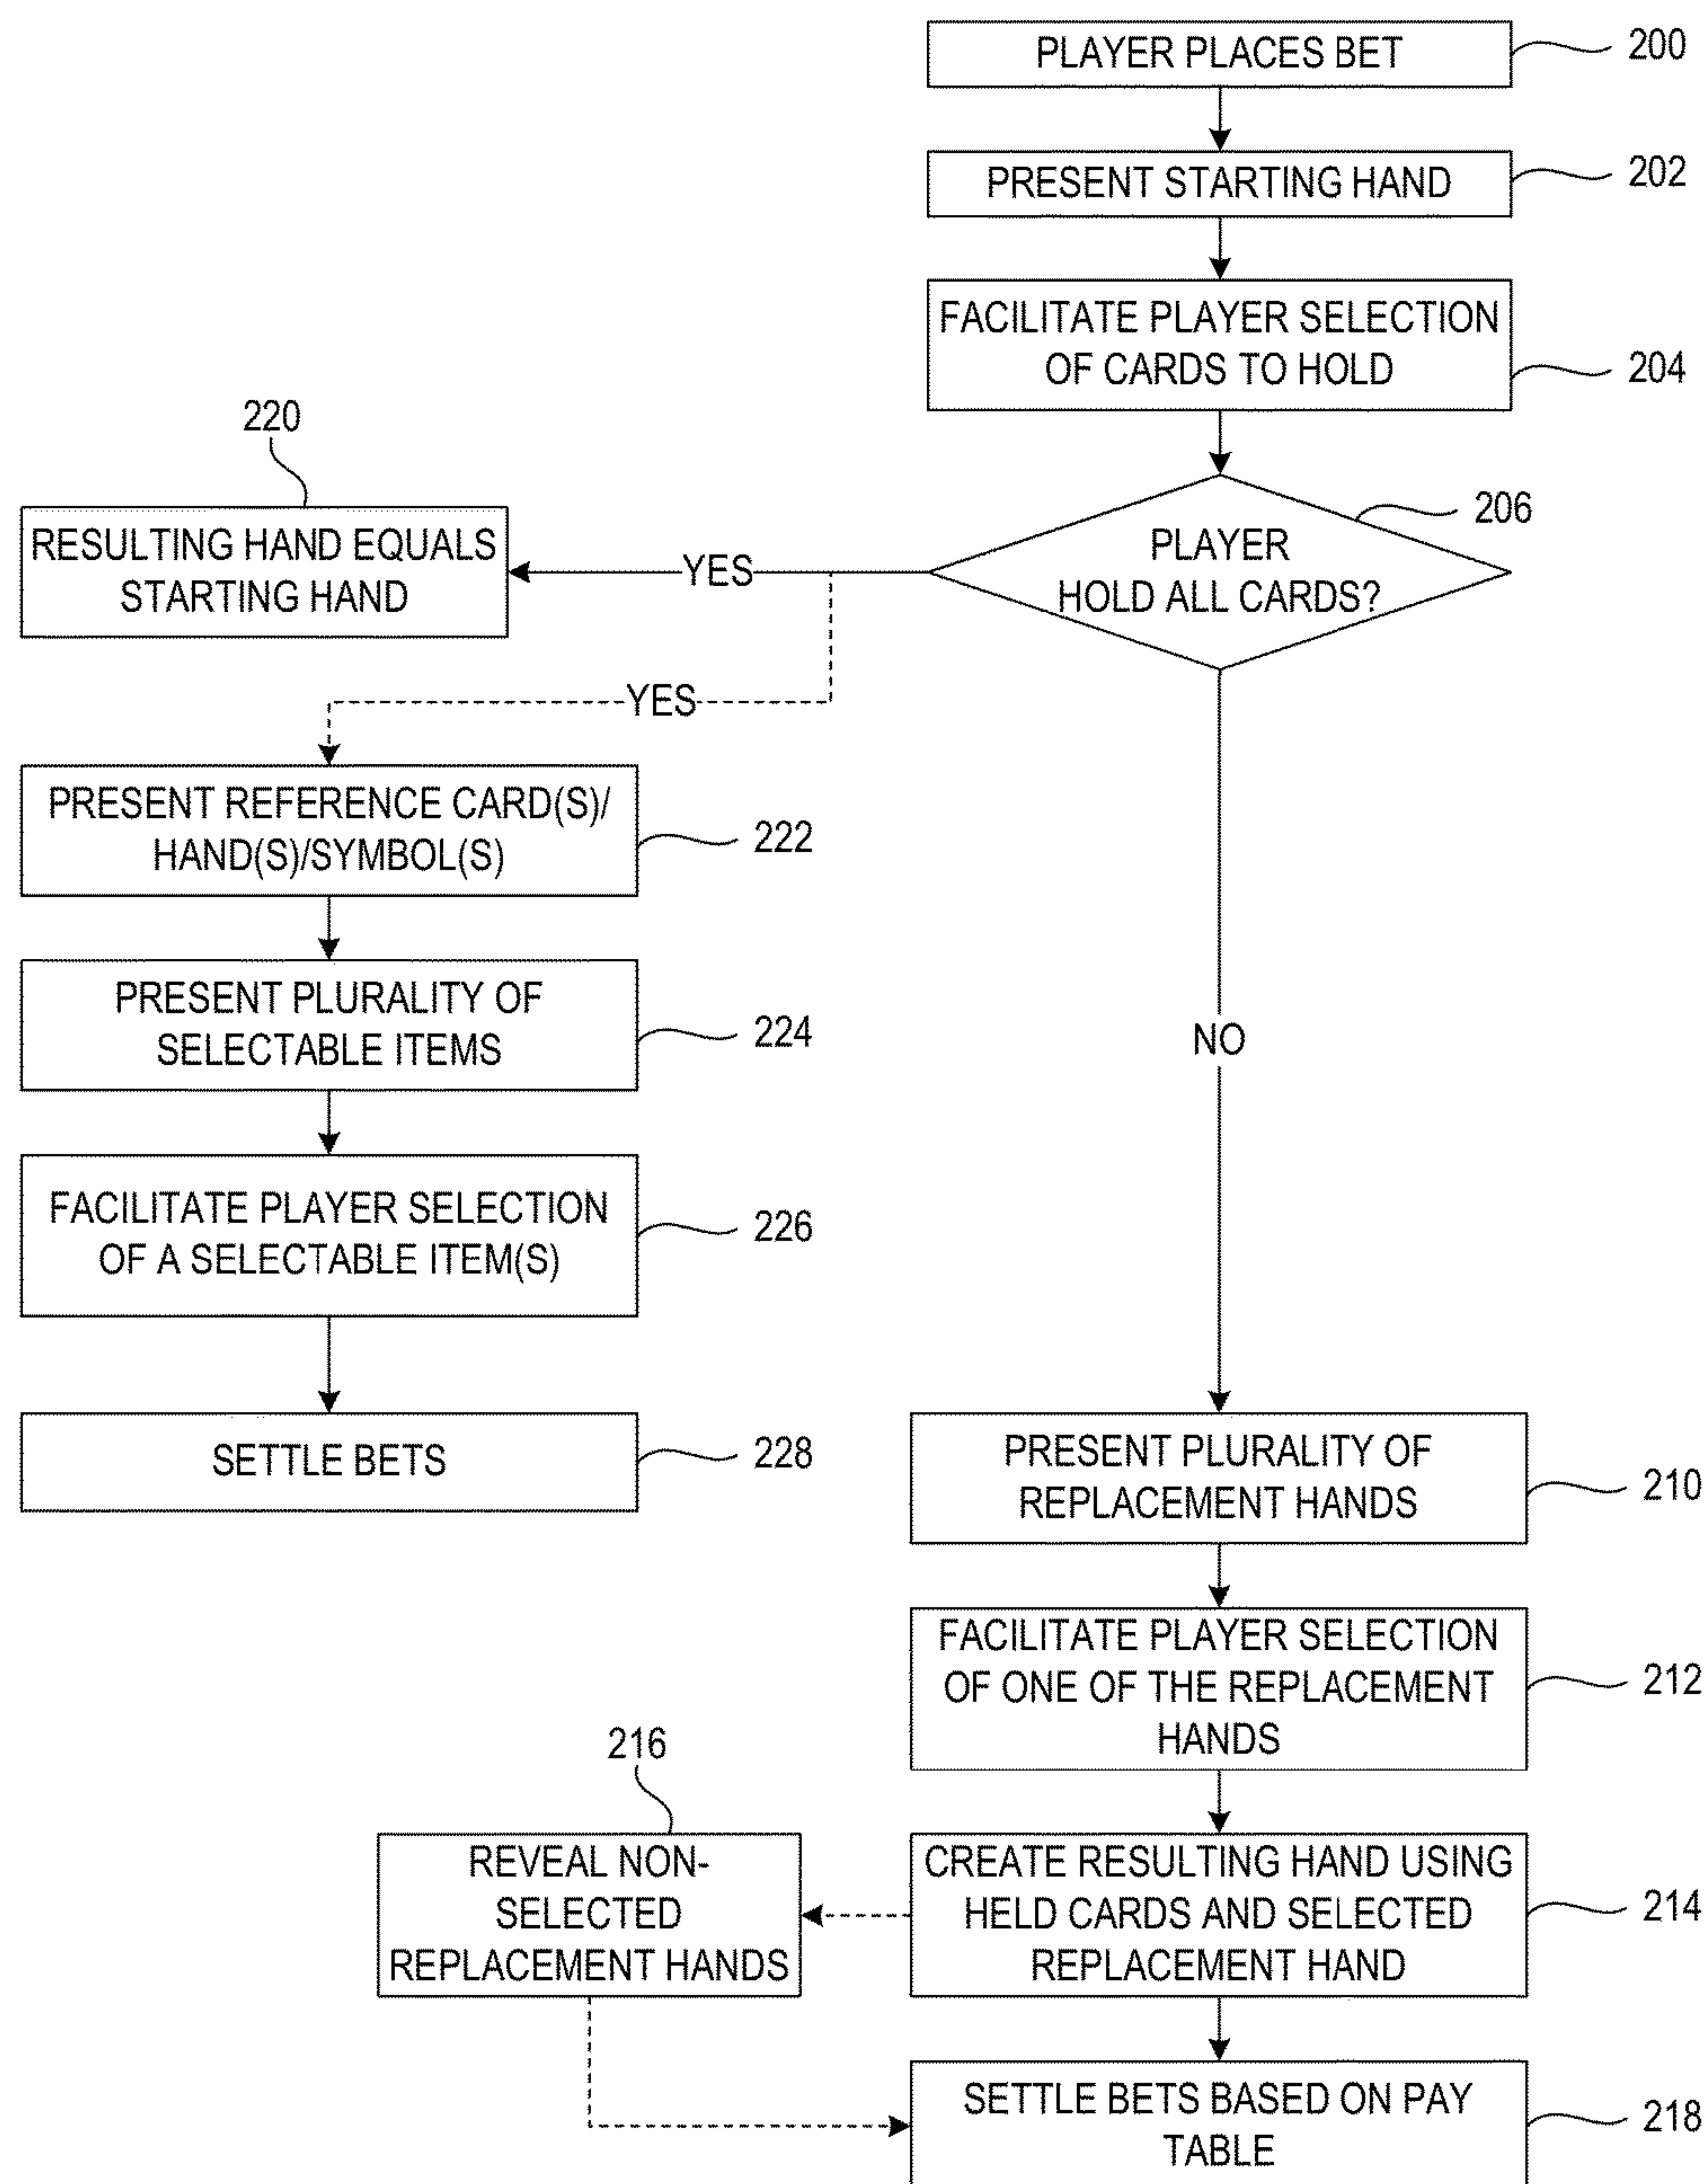 PLAYER PLACES BET
200
PRESENT STARTING HAND
202
FACILITATE PLAYER SELECTION
OF CARDS TO HOLD
204
PLAYER
HOLD ALL CARDS?
206
YES
220
RESULTING HAND EQUALS
STARTING HAND
YES
PRESENT REFERENCE CARD(S)/
HAND(S)/SYMBOL(S)
222
PRESENT PLURALITY OF
SELECTABLE ITEMS
224
FACILITATE PLAYER SELECTION
OF A SELECTABLE ITEM(S)
226
SETTLE BETS
228
NO
PRESENT PLURALITY OF
REPLACEMENT HANDS
210
FACILITATE PLAYER SELECTION
OF ONE OF THE REPLACEMENT
HANDS
212
CREATE RESULTING HAND USING
HELD CARDS AND SELECTED
REPLACEMENT HAND
214
216
REVEAL NON-
SELECTED
REPLACEMENT HANDS
SETTLE BETS BASED ON PAY
TABLE
218